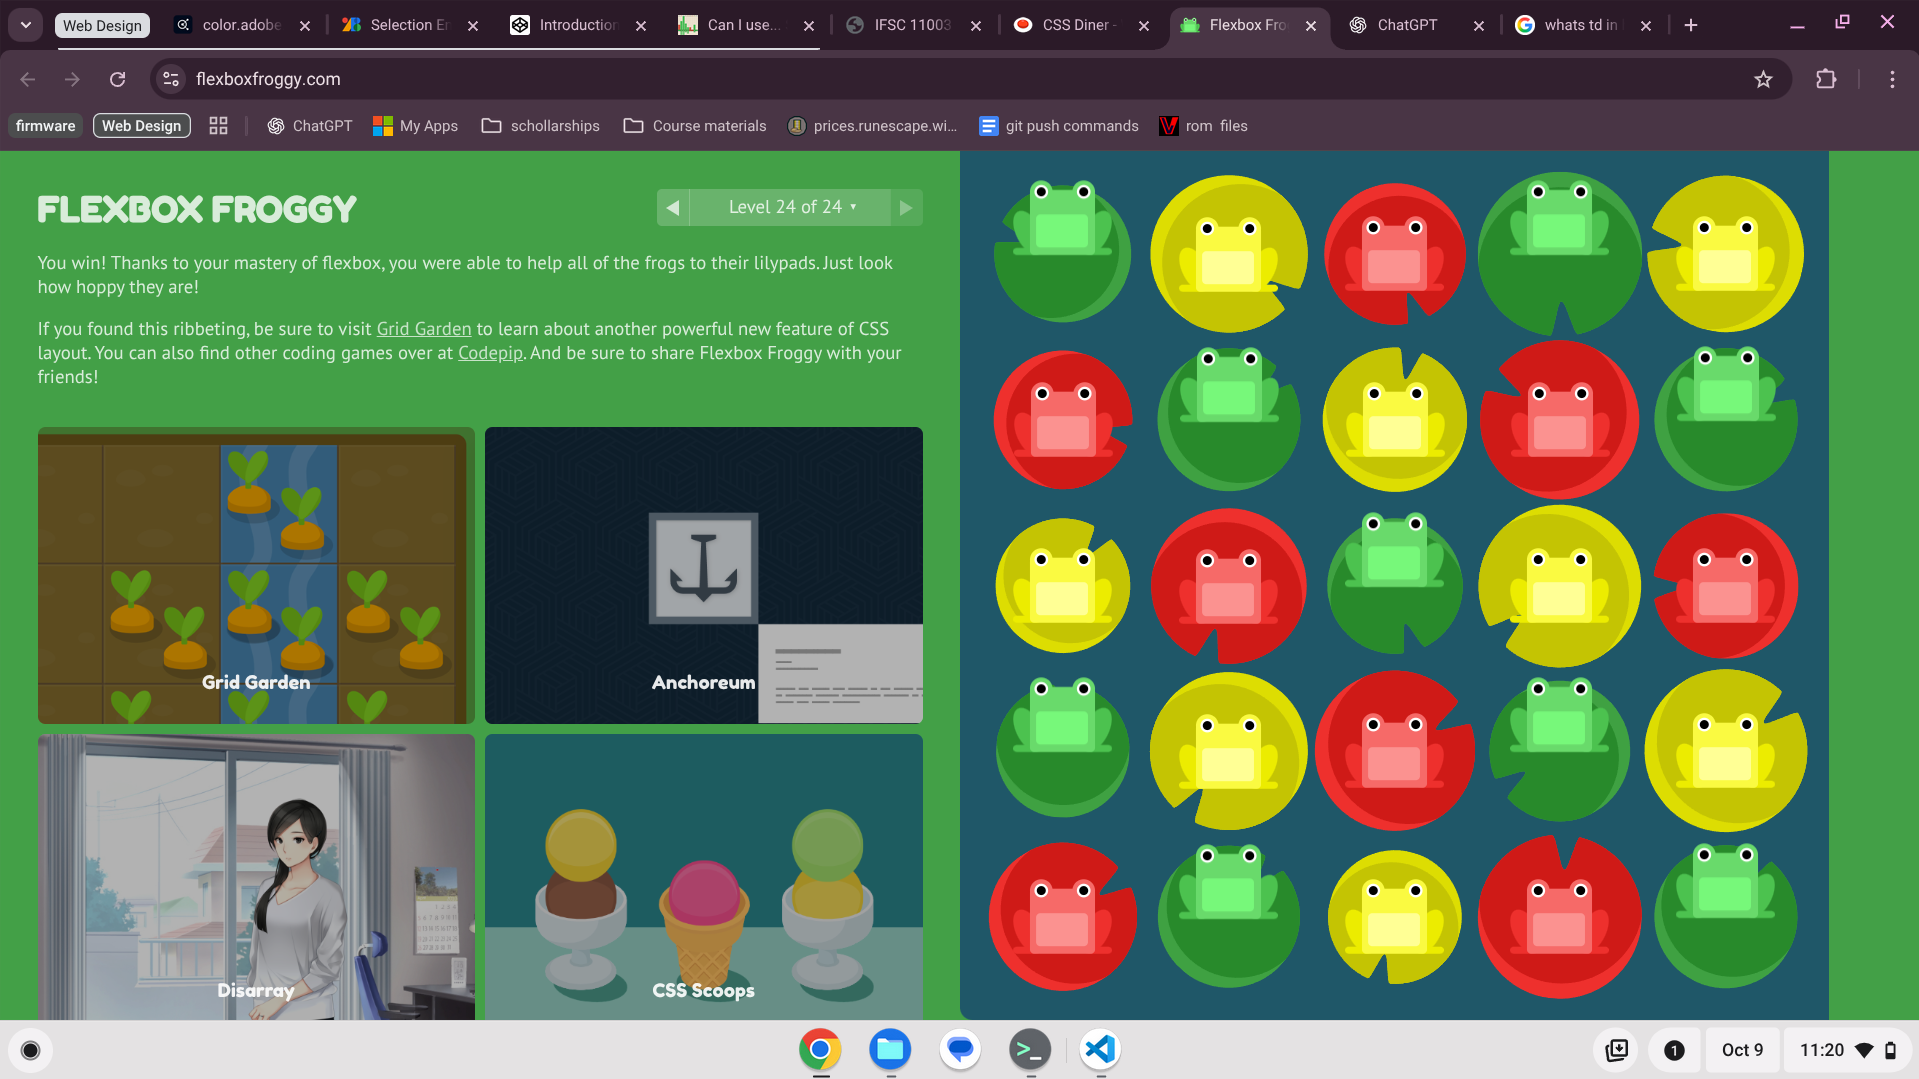 Web Design
color.adobe
Selection E
Introduction
Can I use...
IFSC 11003
CSS Diner -
Flexbox Fro
ChatGPT
whats td in
flexboxfroggy.com
firmware
Web Design
ChatGPT
My Apps
schollarships
Course materials
prices.runescape.wi...
git push commands
rom files
FLEXBOX FROGGY
Level 24 of 24
You win! Thanks to your mastery of flexbox, you were able to help all of the frogs to their lilypads. Just look
how hoppy they are!
If you found this ribbeting, be sure to visit Grid Garden to learn about another powerful new feature of CSS
layout. You can also find other coding games over at Codepip. And be sure to share Flexbox Froggy with your
friends!
Grid Garden
Anchoreum
Disarray
CSS Scoops
1
Oct 9
11:20